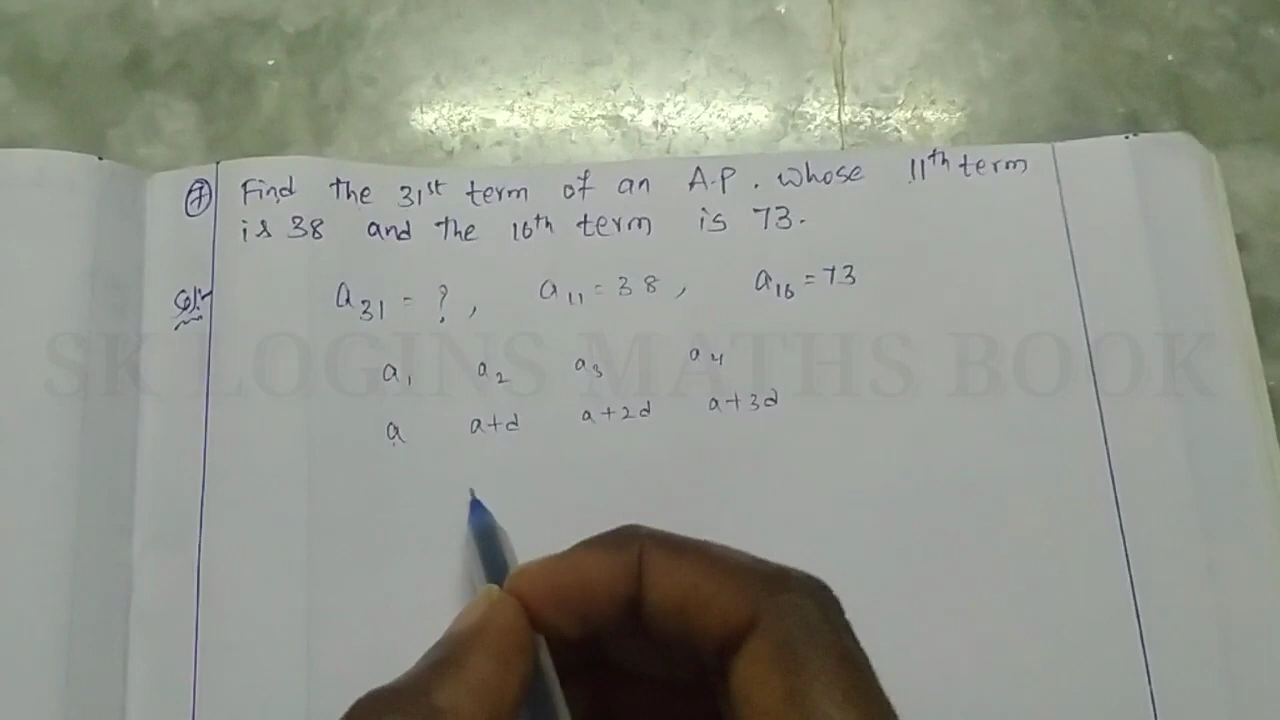 7 Find the 31st term of an A.P. whose 11th term
is 38 and the 16th term is 73.
Sol:- a31 = ?, a11 = 38, a16 = 73
SK LOGINS MATHS BOOK
a1 a2 a3 a4
a a+d a+2d a+3d